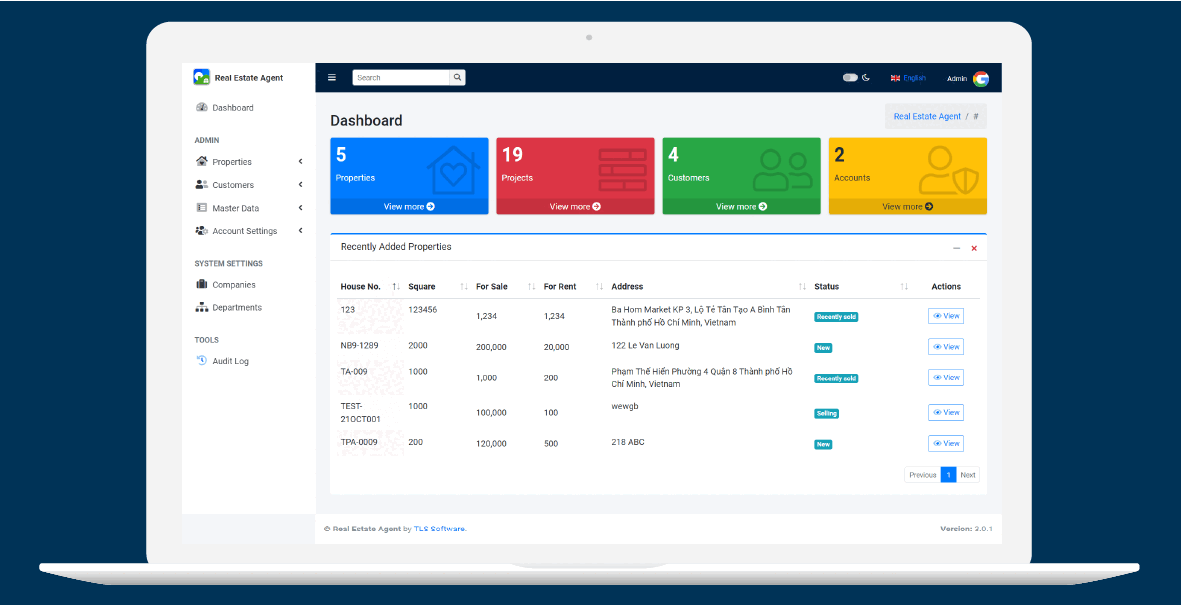 Real Estate Agent
Search
English
Admin
Dashboard
ADMIN
Properties
Customers
Master Data
Account Settings
SYSTEM SETTINGS
Companies
Departments
TOOLS
Audit Log
Dashboard
Real Estate Agent / #
5
Properties
View more
19
Projects
View more
4
Customers
View more
2
Accounts
View more
Recently Added Properties
House No. Square For Sale For Rent Address Status Actions
123 123456 1,234 1,234 Ba Hom Market KP 3, Lộ Tẻ Tân Tạo A Bình Tân
Thành phố Hồ Chí Minh, Vietnam Recently sold View
NB9-1289 2000 200,000 20,000 122 Le Van Luong New View
TA-009 1000 1,000 200 Phạm Thế Hiển Phường 4 Quận 8 Thành phố Hồ
Chí Minh, Vietnam Recently sold View
TEST- 1000 100,000 100 wewgb Selling View
21OCT001
TPA-0009 200 120,000 500 218 ABC New View
Previous 1 Next
© Real Estate Agent by TLS Software.
Version: 2.0.1